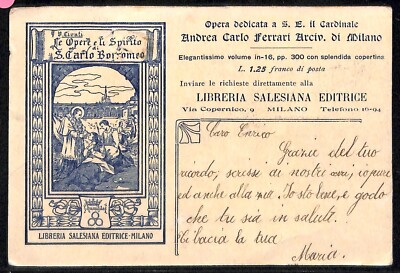 P. Cerutti
Le Opere e lo Spirito
di
S. Carlo Borromeo
LIBRERIA SALESIANA EDITRICE-MILANO
Opera dedicata a S. E. il Cardinale
Andrea Carlo Ferrari Arciv. di Milano
Elegantissimo volume in-16, pp. 300 con splendida copertina
L. 1.25 franco di posta
Inviare le richieste direttamente alla
LIBRERIA SALESIANA EDITRICE
Via Copernico, 9 MILANO Telefono 16-94
Caro Enrico
Grazie del tuo
ricordo, scrissi ai nostri
ed anche alla mia. Io sto bene, e godo
che tu sia in salute.
Ti bacia la tua
Maria.